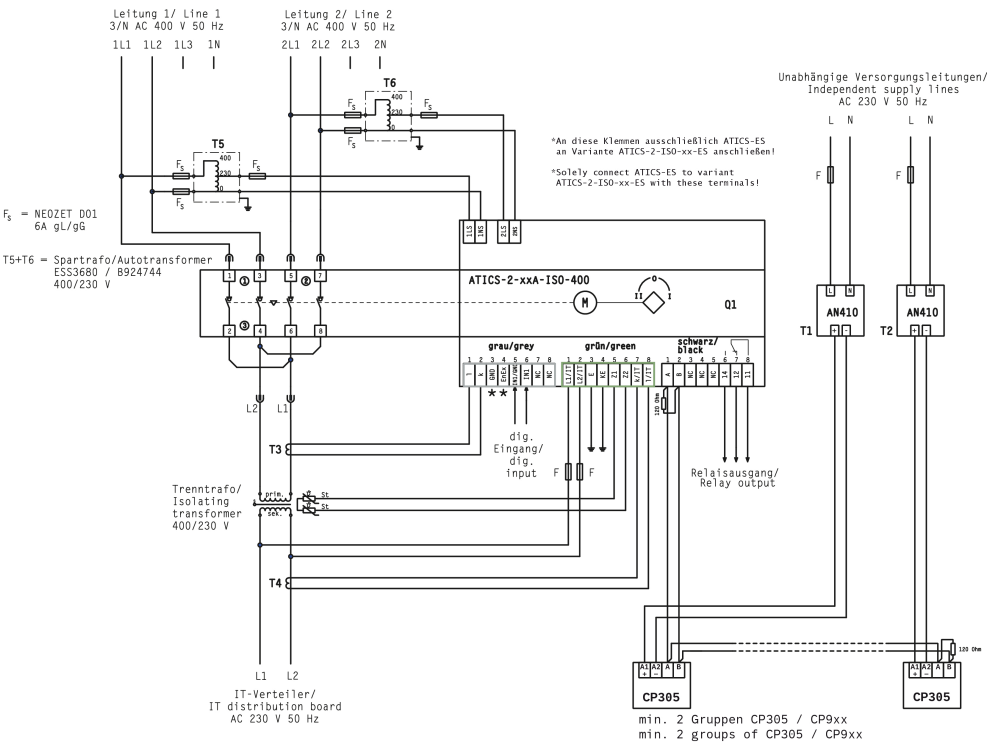 Leitung 1/ Line 1
3/N AC 400 V 50 Hz
1L1 1L2 1L3 1N
Leitung 2/ Line 2
3/N AC 400 V 50 Hz
2L1 2L2 2L3 2N
Unabhängige Versorgungsleitungen/
Independent supply lines
AC 230 V 50 Hz
L N L N
T6
Fs 400 Fs
230
Fs 0
*An diese Klemmen ausschließlich ATICS-ES
an Variante ATICS-2-ISO-xx-ES anschließen!
*Solely connect ATICS-ES to variant
ATICS-2-ISO-xx-ES with these terminals!
T5
Fs 400 Fs
230
Fs 0
F F
Fs = NEOZET D01
6A gL/gG
T5+T6 = Spartrafo/Autotransformer
ESS3680 / B924744
400/230 V
1LS 1NS 2LS 2NS
1 3 5 7
1 2
3
2 4 6 8
ATICS-2-xxA-ISO-400
M
II O I
Q1
L N L N
AN410 AN410
T1 + - T2 + -
grau/grey
1 2 3 4 5 6 7 8
l k GND EnEx IN1/GND IN1 NC NC
* *
grün/green
1 2 3 4 5 6 7 8
L1/IT L2/IT E KE Z1 Z2 k/IT l/IT
schwarz/
black
1 2 3 4 5 6 7 8
A B NC NC NC 14 12 11
120 Ohm
L2 L1
dig.
Eingang/
dig.
input
F F
Relaisausgang/
Relay output
T3
Trenntrafo/
Isolating
transformer
400/230 V
prim.
sek.
St
St
T4
L1 L2
IT-Verteiler/
IT distribution board
AC 230 V 50 Hz
A1 A2 A B
+ -
CP305
A1 A2 A B
+ -
CP305
120 Ohm
min. 2 Gruppen CP305 / CP9xx
min. 2 groups of CP305 / CP9xx